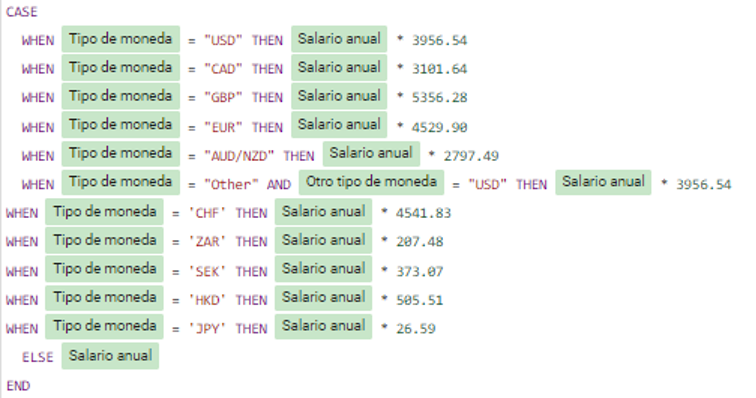 CASE
WHEN Tipo de moneda = "USD" THEN Salario anual * 3956.54
WHEN Tipo de moneda = "CAD" THEN Salario anual * 3101.64
WHEN Tipo de moneda = "GBP" THEN Salario anual * 5356.28
WHEN Tipo de moneda = "EUR" THEN Salario anual * 4529.90
WHEN Tipo de moneda = "AUD/NZD" THEN Salario anual * 2797.49
WHEN Tipo de moneda = "Other" AND Otro tipo de moneda = "USD" THEN Salario anual * 3956.54
WHEN Tipo de moneda = 'CHF' THEN Salario anual * 4541.83
WHEN Tipo de moneda = 'ZAR' THEN Salario anual * 207.48
WHEN Tipo de moneda = 'SEK' THEN Salario anual * 373.07
WHEN Tipo de moneda = 'HKD' THEN Salario anual * 505.51
WHEN Tipo de moneda = 'JPY' THEN Salario anual * 26.59
ELSE Salario anual
END